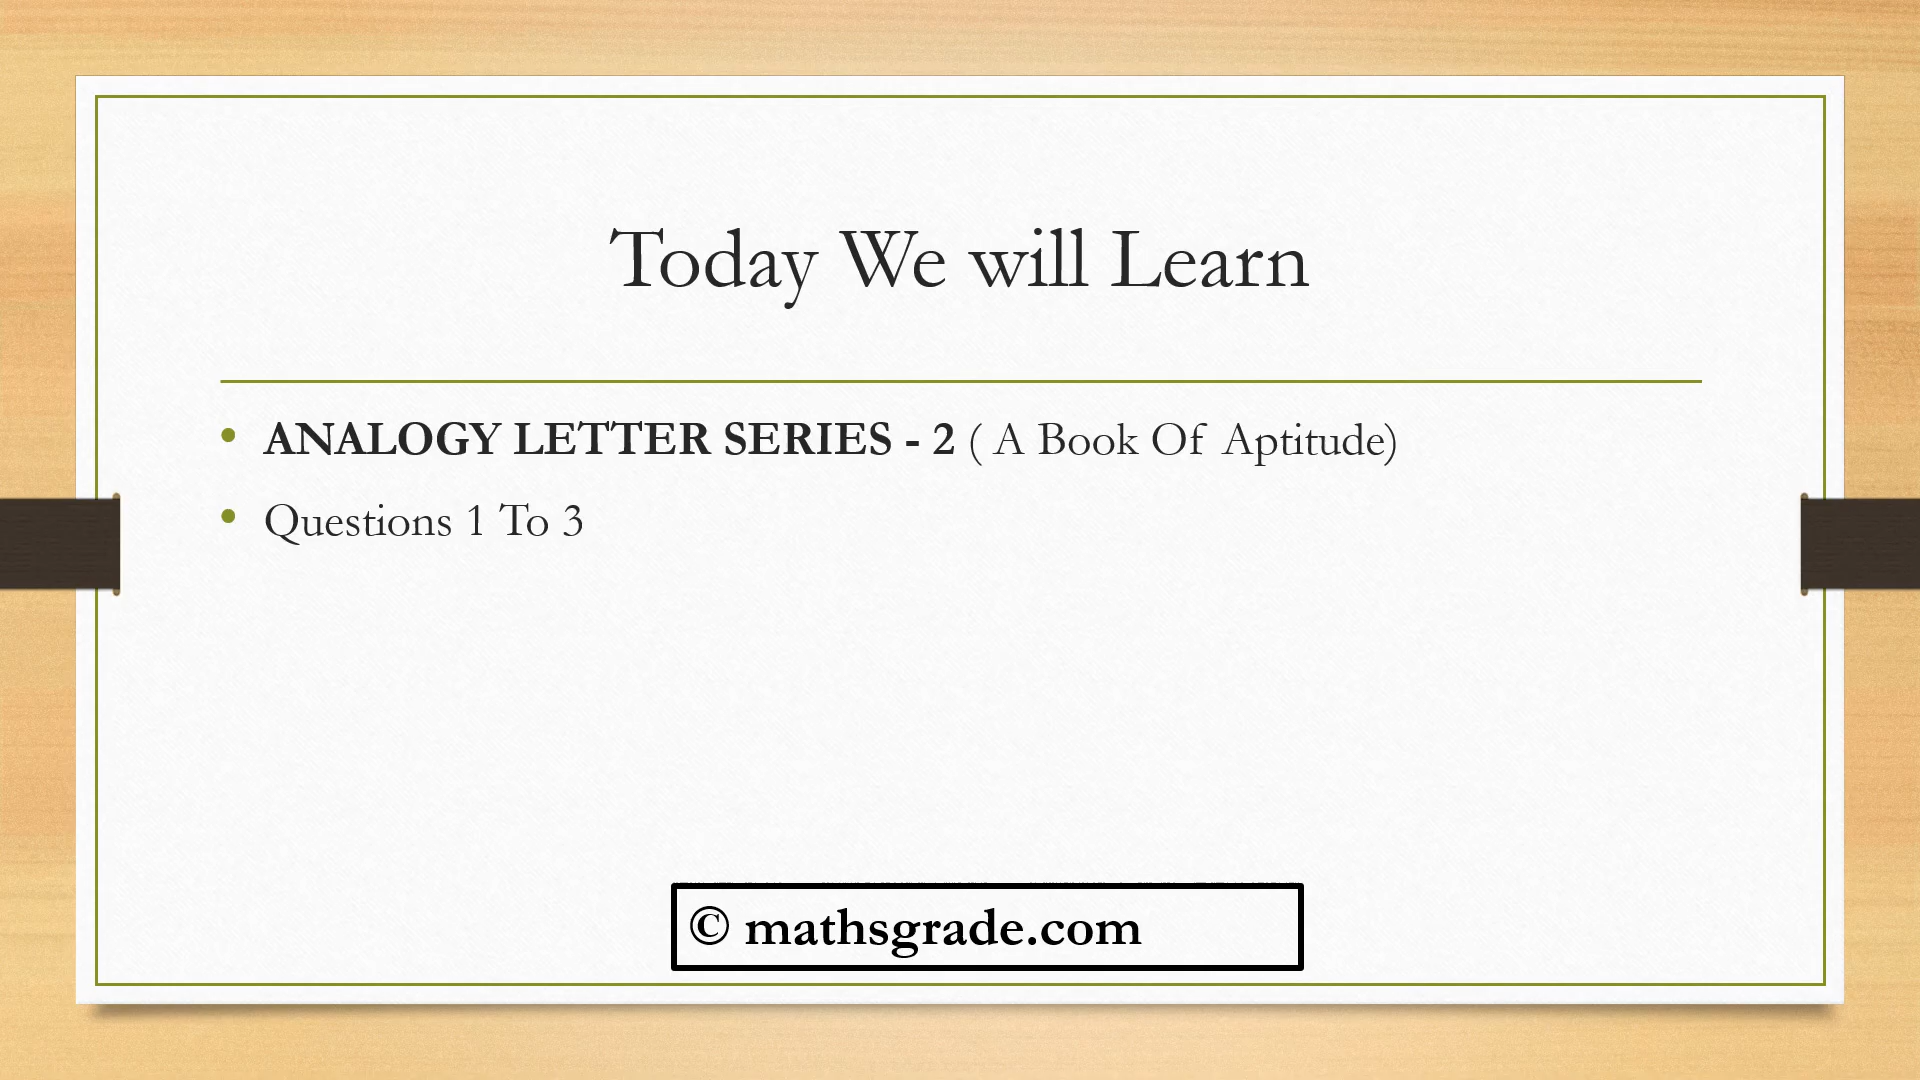 Today We will Learn
• ANALOGY LETTER SERIES - 2 ( A Book Of Aptitude)
• Questions 1 To 3
© mathsgrade.com